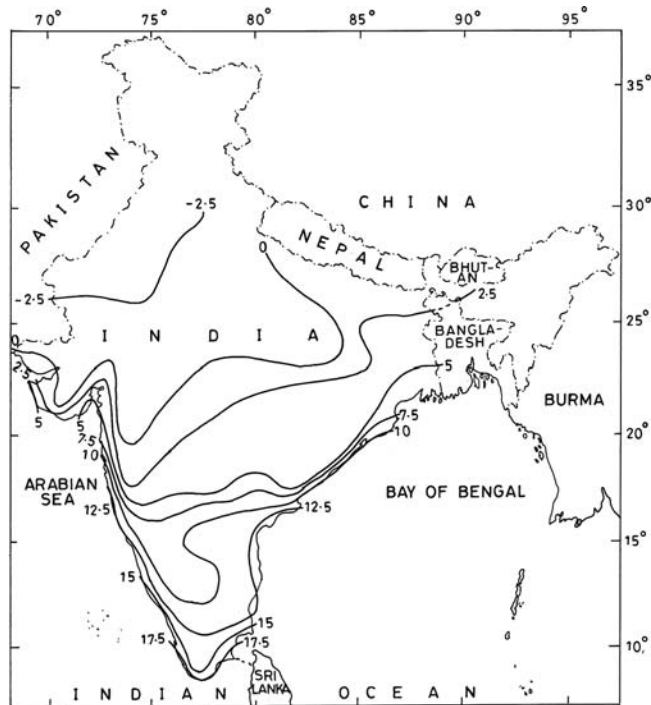 70° 75° 80° 85° 90° 95°
35°
PAKISTAN
CHINA
-2·5
30°
0
NEPAL
BHUT-
AN
-2·5
2·5
INDIA
25°
BANGLA-
DESH
0
2·5
5
5
5
BURMA
7·5
7·5
10
20°
10
ARABIAN
SEA
BAY OF BENGAL
12·5
12·5
15°
15
15
17·5
17·5
10°
SRI
LANKA
INDIAN OCEAN